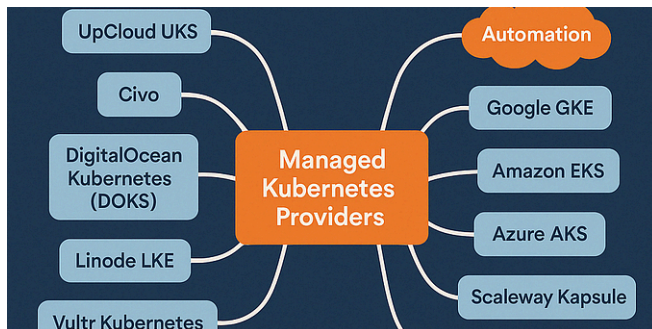 UpCloud UKS
Civo
DigitalOcean
Kubernetes
(DOKS)
Linode LKE
Vultr Kubernetes
Managed
Kubernetes
Providers
Automation
Google GKE
Amazon EKS
Azure AKS
Scaleway Kapsule